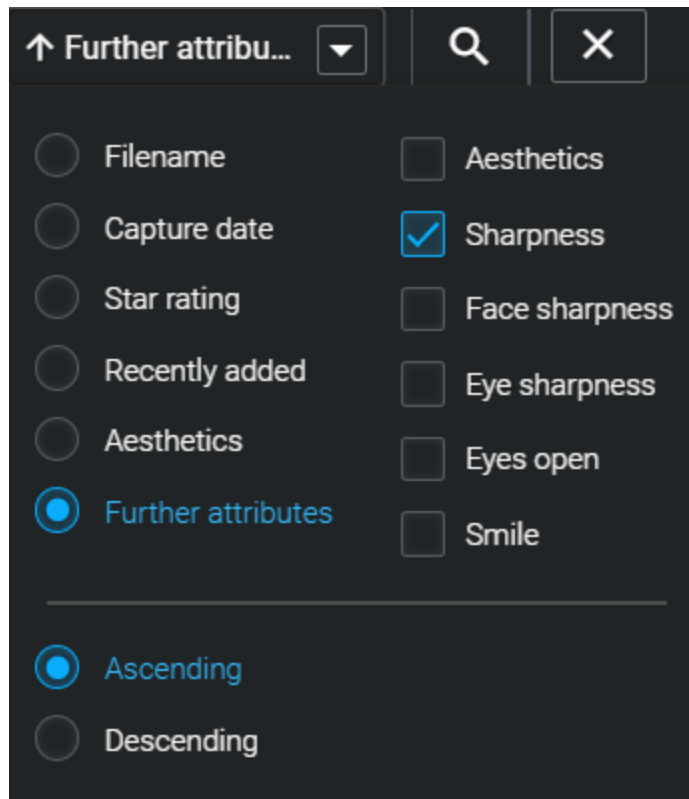 Further attribu...
Filename
Capture date
Star rating
Recently added
Aesthetics
Further attributes
Aesthetics
Sharpness
Face sharpness
Eye sharpness
Eyes open
Smile
Ascending
Descending